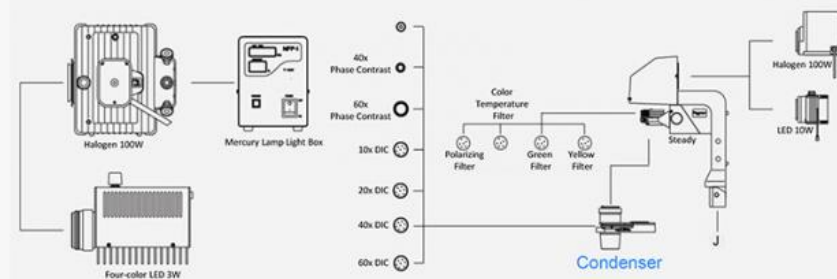 Halogen 100W
Mercury Lamp Light Box
Four-color LED 3W
40x
Phase Contrast
60x
Phase Contrast
10x DIC
20x DIC
40x DIC
60x DIC
Color
Temperature
Filter
Polarizing
Filter
Green
Filter
Yellow
Filter
Steady
Condenser
Halogen 100W
LED 10W
J